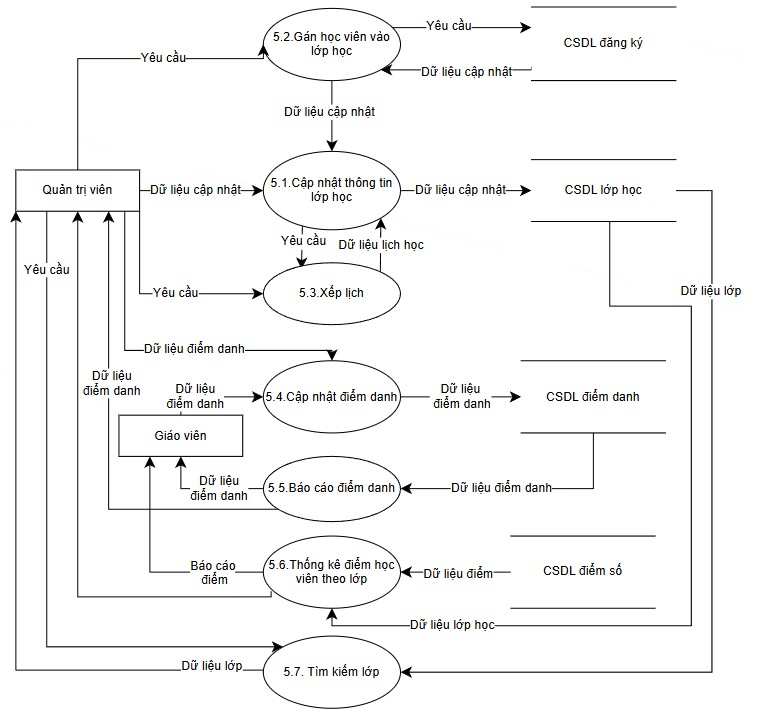 5.2.Gán học viên vào
lớp học
Yêu cầu
CSDL đăng ký
Yêu cầu
Dữ liệu cập nhật
Dữ liệu cập nhật
Quản trị viên
Dữ liệu cập nhật
5.1.Cập nhật thông tin
lớp học
Dữ liệu cập nhật
CSDL lớp học
Yêu cầu
Dữ liệu lịch học
Yêu cầu
Yêu cầu
5.3.Xếp lịch
Dữ liệu lớp
Dữ liệu điểm danh
Dữ liệu
điểm danh
Dữ liệu
điểm danh
5.4.Cập nhật điểm danh
Dữ liệu
điểm danh
CSDL điểm danh
Giáo viên
Dữ liệu
điểm danh
5.5.Báo cáo điểm danh
Dữ liệu điểm danh
Báo cáo
điểm
5.6.Thống kê điểm học
viên theo lớp
Dữ liệu điểm
CSDL điểm số
Dữ liệu lớp học
Dữ liệu lớp
5.7. Tìm kiếm lớp